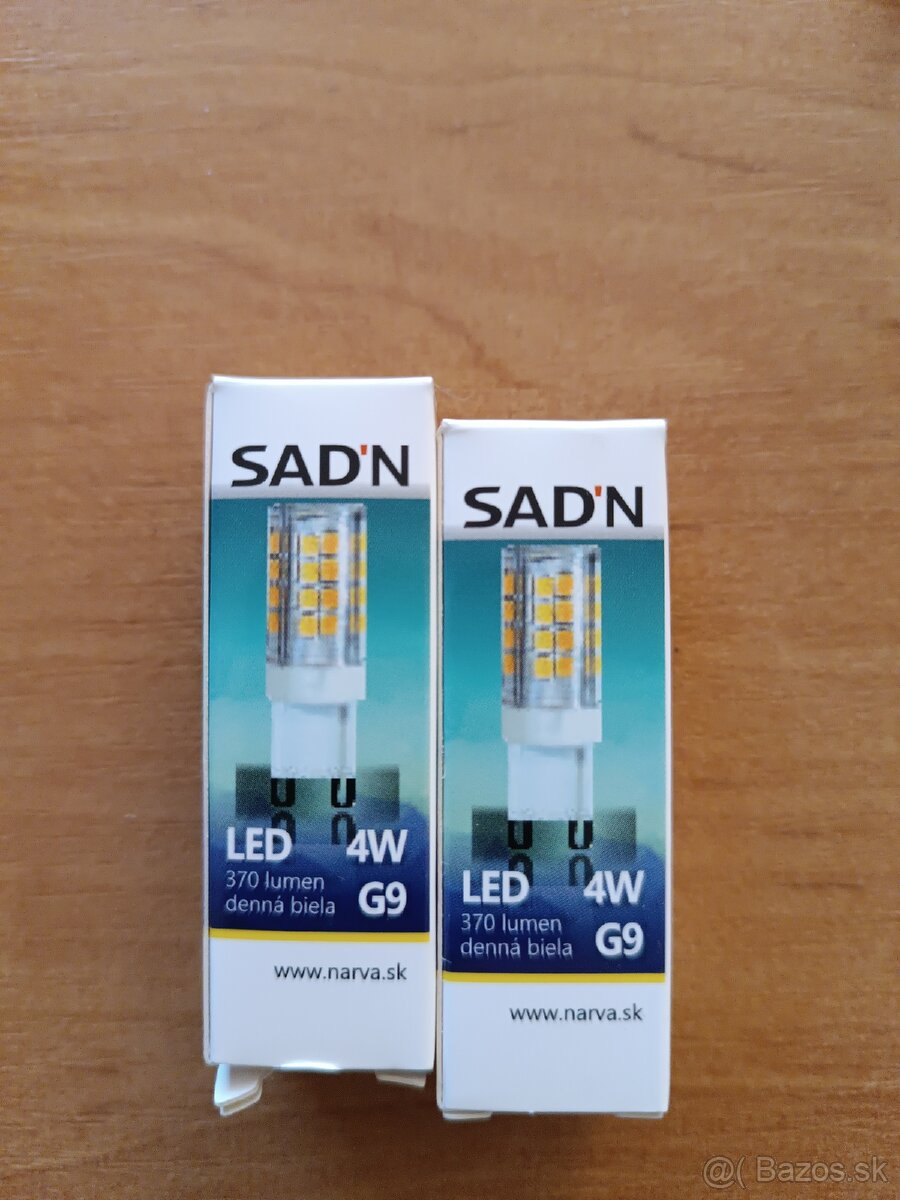 SAD'N
LED 4W
370 lumen
denná biela G9
www.narva.sk
SAD'N
LED 4W
370 lumen
denná biela G9
www.narva.sk
@( Bazos.sk